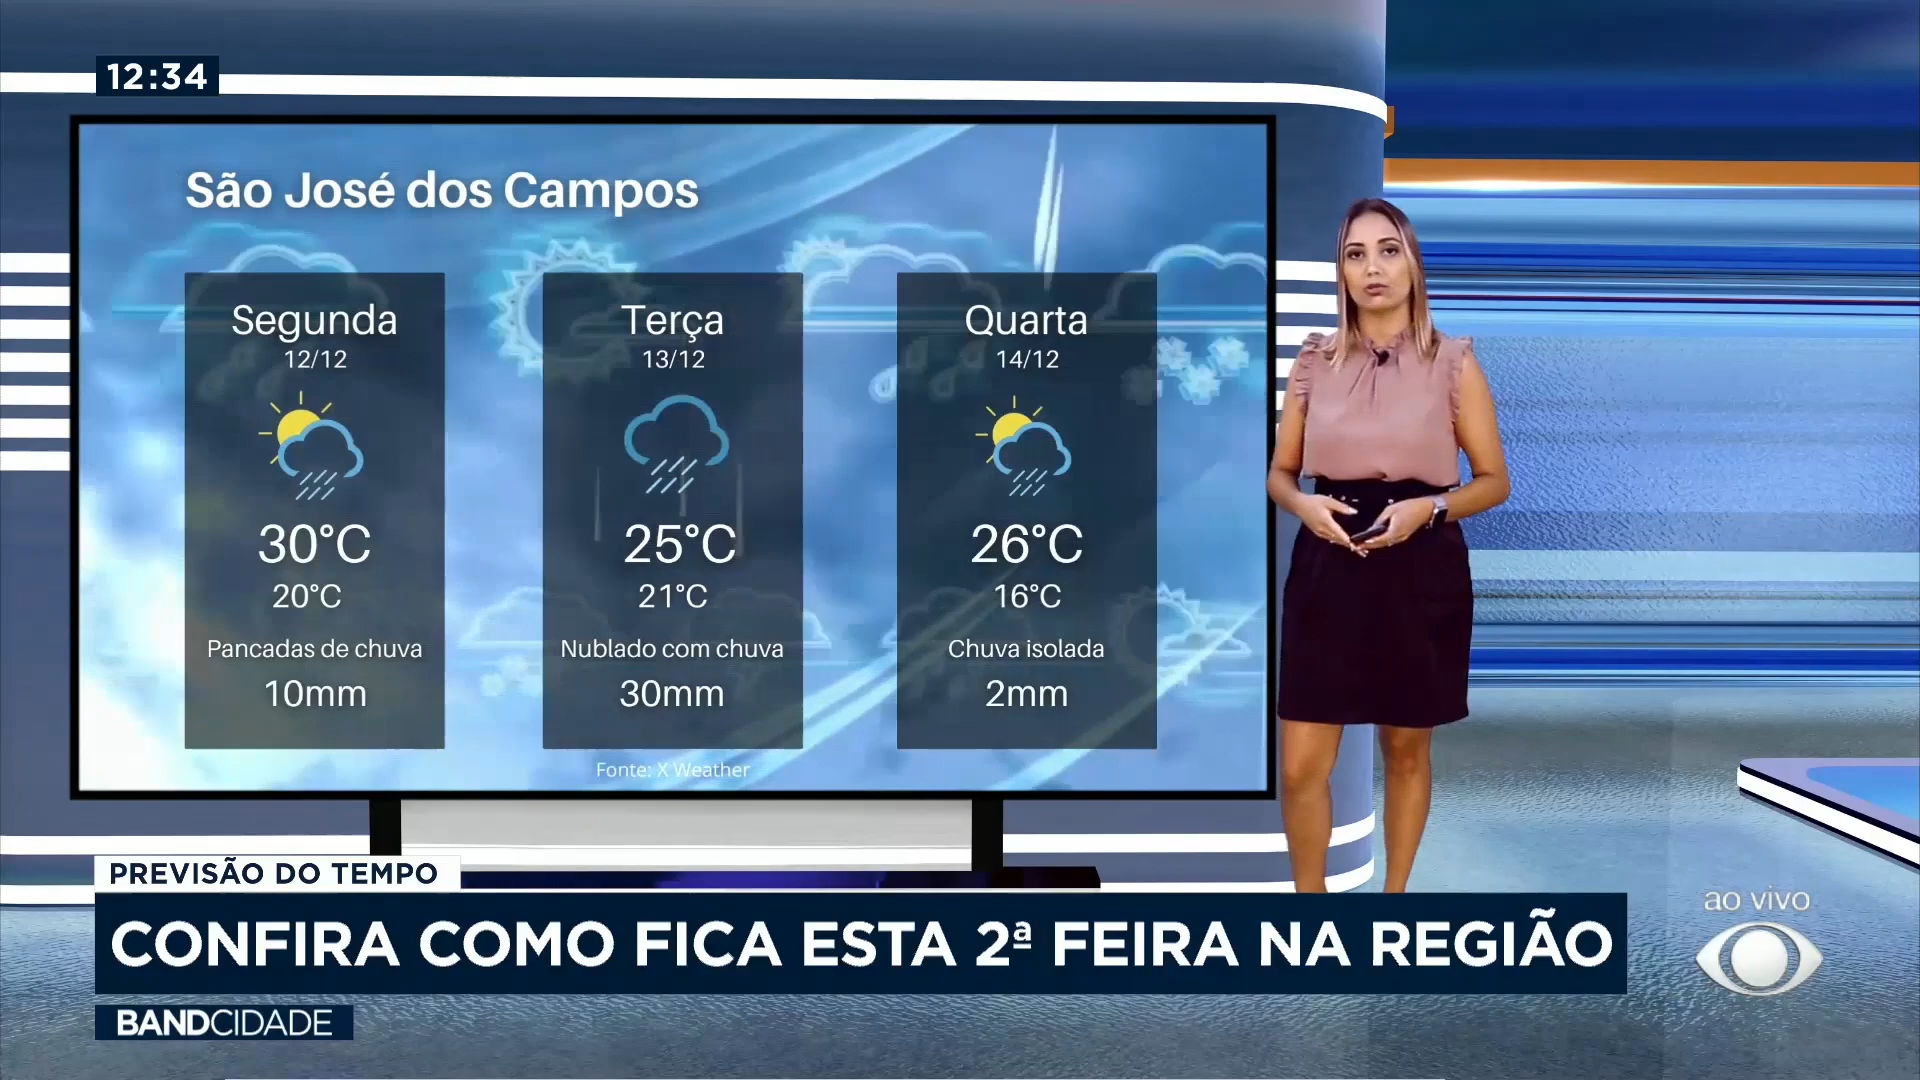 12:34
São José dos Campos
Segunda
12/12
30°C
20°C
Pancadas de chuva
10mm
Terça
13/12
25°C
21°C
Nublado com chuva
30mm
Quarta
14/12
26°C
16°C
Chuva isolada
2mm
Fonte: X Weather
PREVISÃO DO TEMPO
CONFIRA COMO FICA ESTA 2ª FEIRA NA REGIÃO
BANDCIDADE
ao vivo